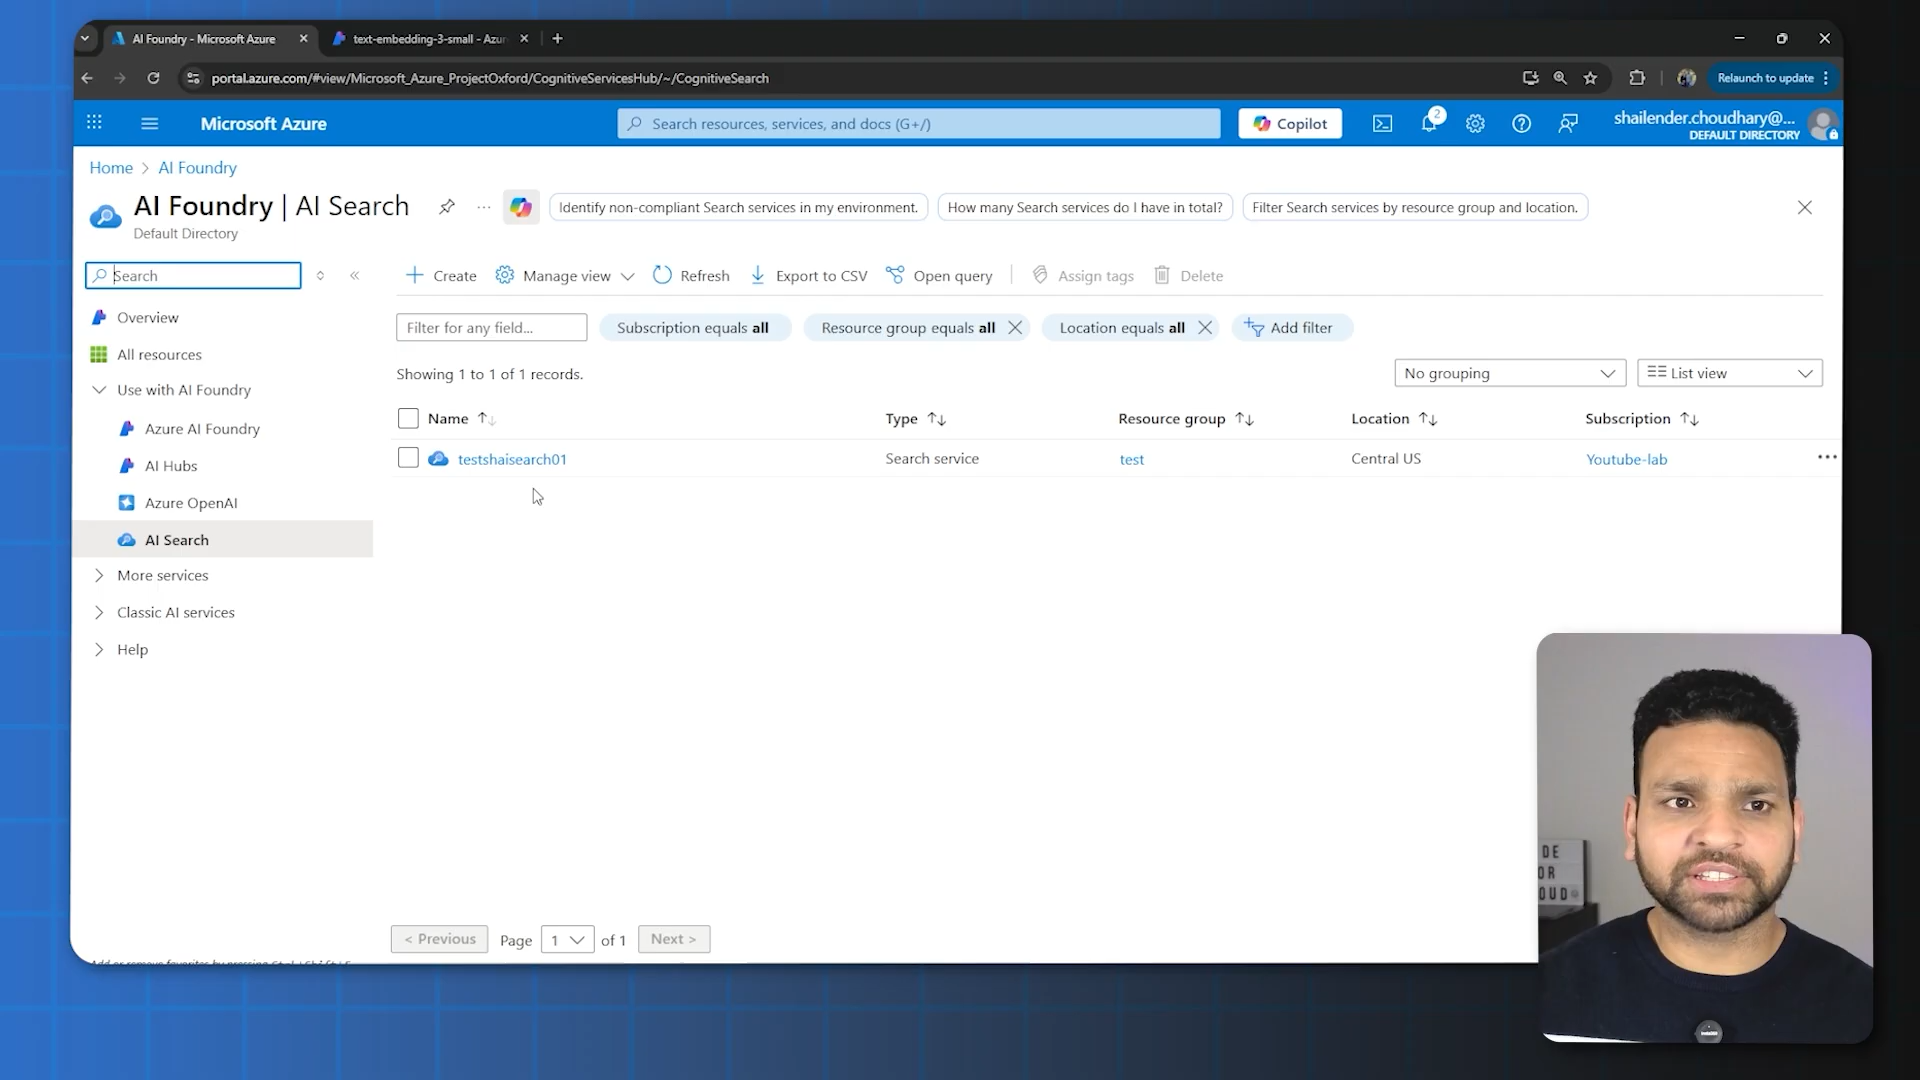 AI Foundry - Microsoft Azure
text-embedding-3-small - Azur
portal.azure.com/#view/Microsoft_Azure_ProjectOxford/CognitiveServicesHub/~/CognitiveSearch
Relaunch to update
Microsoft Azure
Search resources, services, and docs (G+/)
Copilot
2
shailender.choudhary@...
DEFAULT DIRECTORY
Home > AI Foundry
AI Foundry | AI Search
Default Directory
Identify non-compliant Search services in my environment.
How many Search services do I have in total?
Filter Search services by resource group and location.
Search
Create
Manage view
Refresh
Export to CSV
Open query
Assign tags
Delete
Overview
All resources
Use with AI Foundry
Azure AI Foundry
AI Hubs
Azure OpenAI
AI Search
More services
Classic AI services
Help
Filter for any field...
Subscription equals all
Resource group equals all
Location equals all
Add filter
Showing 1 to 1 of 1 records.
No grouping
List view
Name
Type
Resource group
Location
Subscription
testshaisearch01
Search service
test
Central US
Youtube-lab
< Previous
Page
1
of 1
Next >
DE
OR
OUD